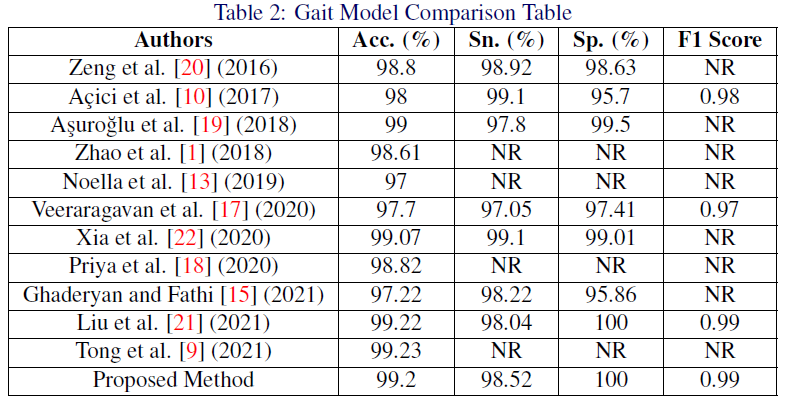 Table 2: Gait Model Comparison Table
Authors Acc. (%) Sn. (%) Sp. (%) F1 Score
Zeng et al. [20] (2016) 98.8 98.92 98.63 NR
Açici et al. [10] (2017) 98 99.1 95.7 0.98
Aşuroğlu et al. [19] (2018) 99 97.8 99.5 NR
Zhao et al. [1] (2018) 98.61 NR NR NR
Noella et al. [13] (2019) 97 NR NR NR
Veeraragavan et al. [17] (2020) 97.7 97.05 97.41 0.97
Xia et al. [22] (2020) 99.07 99.1 99.01 NR
Priya et al. [18] (2020) 98.82 NR NR NR
Ghaderyan and Fathi [15] (2021) 97.22 98.22 95.86 NR
Liu et al. [21] (2021) 99.22 98.04 100 0.99
Tong et al. [9] (2021) 99.23 NR NR NR
Proposed Method 99.2 98.52 100 0.99